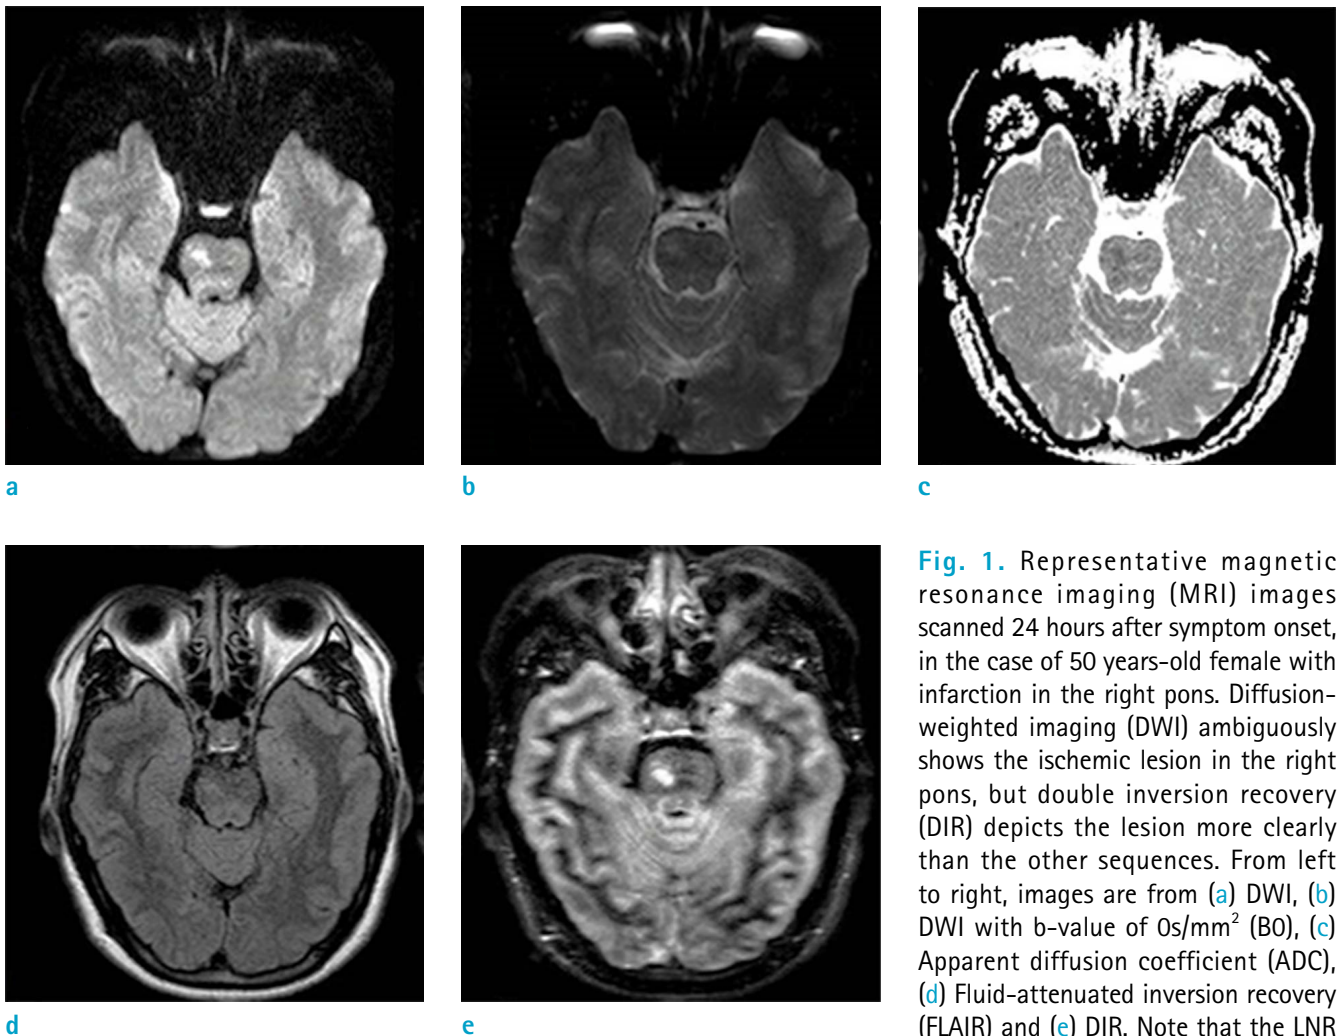 a
b
c
d
e
Fig. 1. Representative magnetic
resonance imaging (MRI) images
scanned 24 hours after symptom onset,
in the case of 50 years-old female with
infarction in the right pons. Diffusion-
weighted imaging (DWI) ambiguously
shows the ischemic lesion in the right
pons, but double inversion recovery
(DIR) depicts the lesion more clearly
than the other sequences. From left
to right, images are from (a) DWI, (b)
DWI with b-value of 0s/mm² (B0), (c)
Apparent diffusion coefficient (ADC),
(d) Fluid-attenuated inversion recovery
(FLAIR) and (e) DIR. Note that the LNR